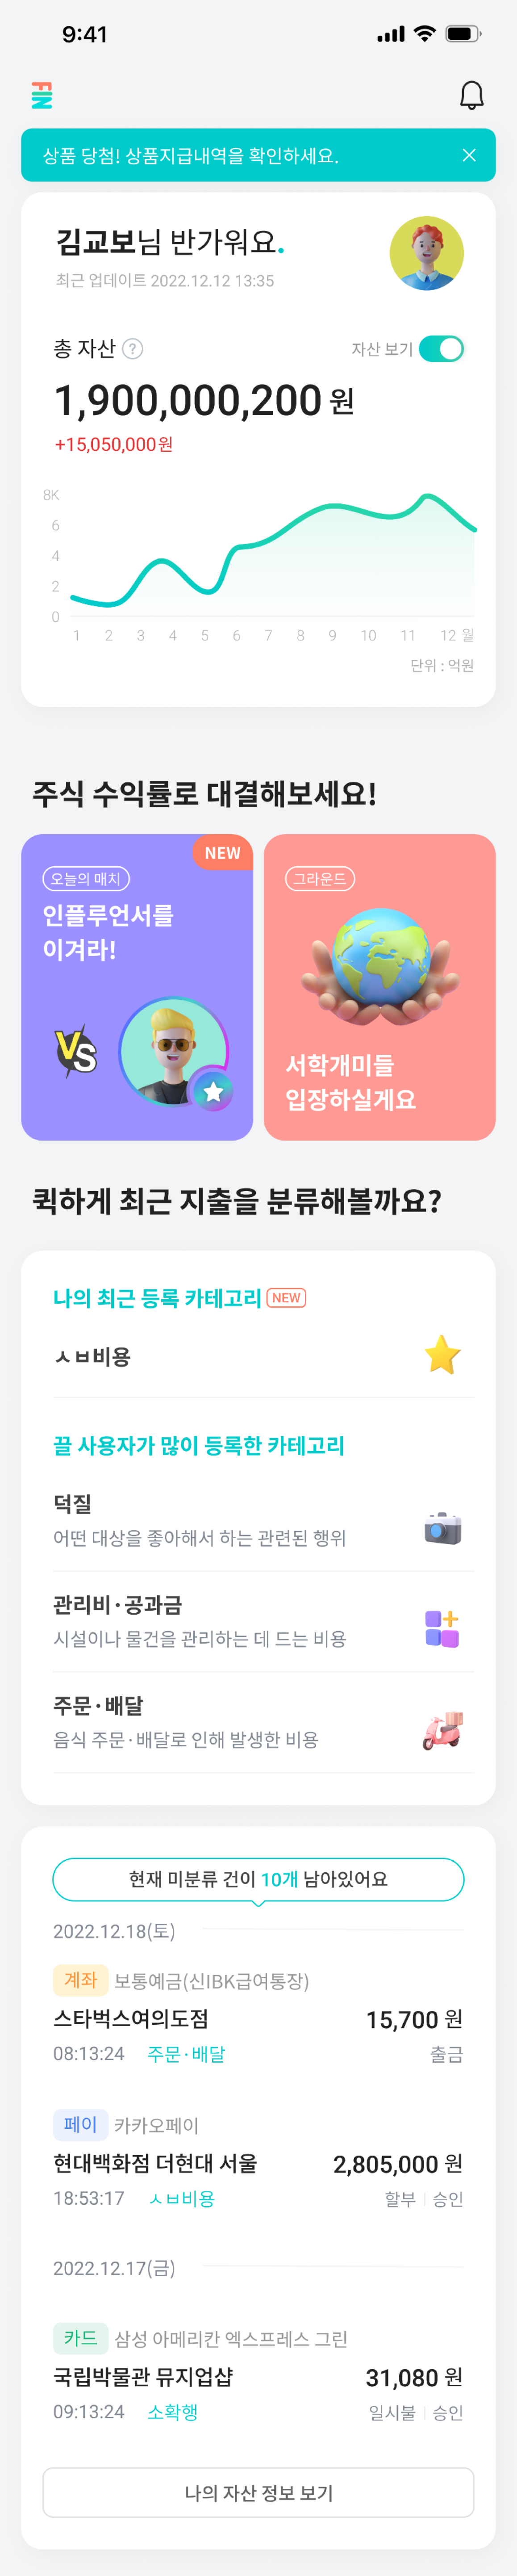 9:41
FIN
상품 당첨! 상품지급내역을 확인하세요.
김교보님 반가워요.
최근 업데이트 2022.12.12 13:35
총 자산 ?
자산 보기
1,900,000,200 원
+15,050,000원
8K
6
4
2
0
1 2 3 4 5 6 7 8 9 10 11 12 월
단위 : 억원
주식 수익률로 대결해보세요!
NEW
오늘의 매치
인플루언서를
이겨라!
VS
그라운드
서학개미들
입장하실게요
퀵하게 최근 지출을 분류해볼까요?
나의 최근 등록 카테고리 NEW
ㅅㅂ비용
끌 사용자가 많이 등록한 카테고리
덕질
어떤 대상을 좋아해서 하는 관련된 행위
관리비·공과금
시설이나 물건을 관리하는 데 드는 비용
주문·배달
음식 주문·배달로 인해 발생한 비용
현재 미분류 건이 10개 남아있어요
2022.12.18(토)
계좌 보통예금(신IBK급여통장)
스타벅스여의도점 15,700 원
08:13:24 주문·배달 출금
페이 카카오페이
현대백화점 더현대 서울 2,805,000 원
18:53:17 ㅅㅂ비용 할부 | 승인
2022.12.17(금)
카드 삼성 아메리칸 엑스프레스 그린
국립박물관 뮤지업샵 31,080 원
09:13:24 소확행 일시불 | 승인
나의 자산 정보 보기